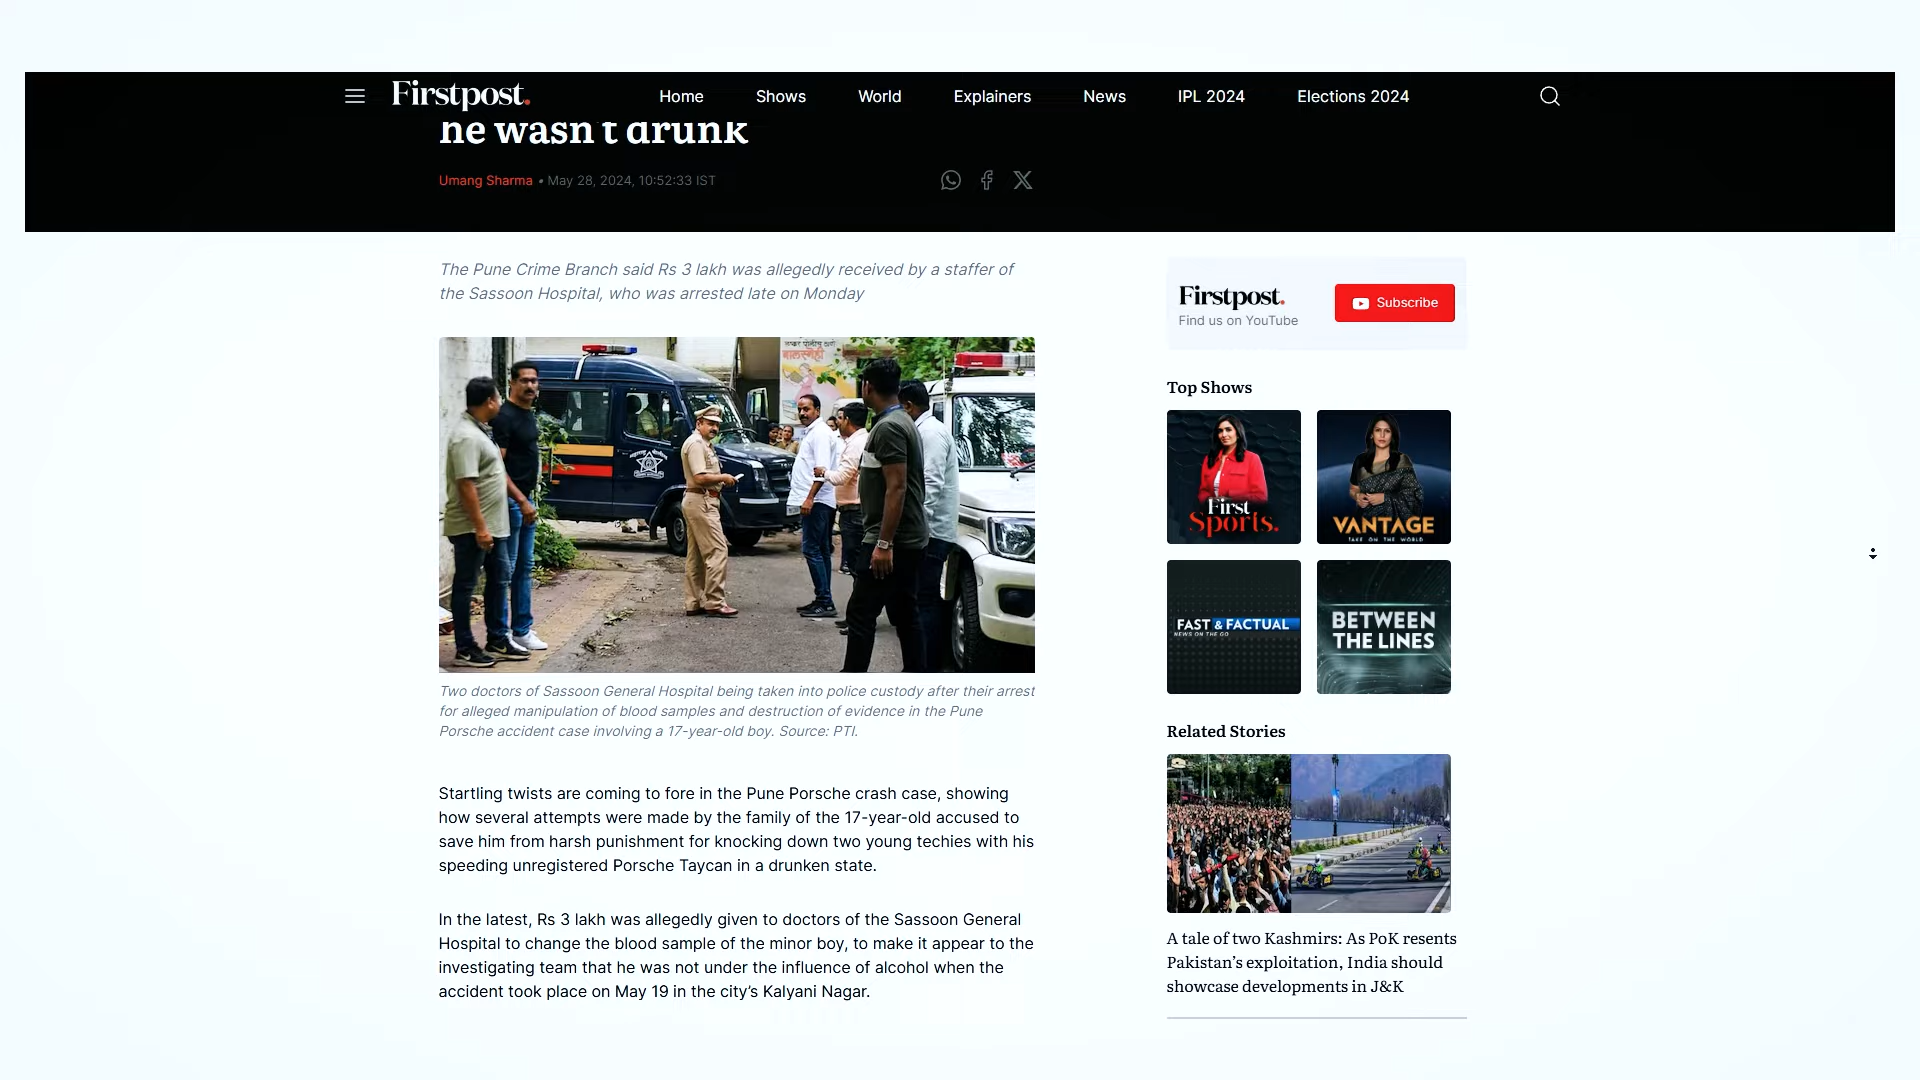 Firstpost.
Home Shows World Explainers News IPL 2024 Elections 2024
he wasn't drunk
Umang Sharma • May 28, 2024, 10:52:33 IST
The Pune Crime Branch said Rs 3 lakh was allegedly received by a staffer of
the Sassoon Hospital, who was arrested late on Monday
Two doctors of Sassoon General Hospital being taken into police custody after their arrest
for alleged manipulation of blood samples and destruction of evidence in the Pune
Porsche accident case involving a 17-year-old boy. Source: PTI.
Startling twists are coming to fore in the Pune Porsche crash case, showing
how several attempts were made by the family of the 17-year-old accused to
save him from harsh punishment for knocking down two young techies with his
speeding unregistered Porsche Taycan in a drunken state.
In the latest, Rs 3 lakh was allegedly given to doctors of the Sassoon General
Hospital to change the blood sample of the minor boy, to make it appear to the
investigating team that he was not under the influence of alcohol when the
accident took place on May 19 in the city's Kalyani Nagar.
Firstpost.
Find us on YouTube
Subscribe
Top Shows
First
Sports.
VANTAGE
TAKE ON THE WORLD
FAST & FACTUAL
NEWS ON THE GO
BETWEEN
THE LINES
Related Stories
A tale of two Kashmirs: As PoK resents
Pakistan's exploitation, India should
showcase developments in J&K